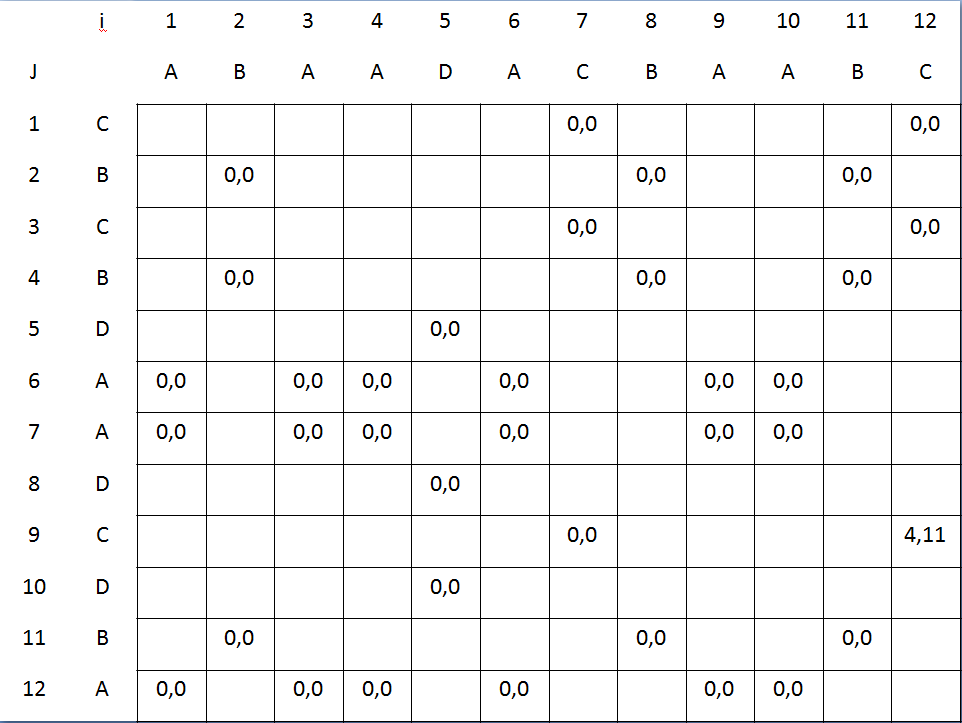 i 1 2 3 4 5 6 7 8 9 10 11 12
J A B A A D A C B A A B C
1 C 0,0 0,0
2 B 0,0 0,0 0,0
3 C 0,0 0,0
4 B 0,0 0,0 0,0
5 D 0,0
6 A 0,0 0,0 0,0 0,0 0,0 0,0
7 A 0,0 0,0 0,0 0,0 0,0 0,0
8 D 0,0
9 C 0,0 4,11
10 D 0,0
11 B 0,0 0,0 0,0
12 A 0,0 0,0 0,0 0,0 0,0 0,0